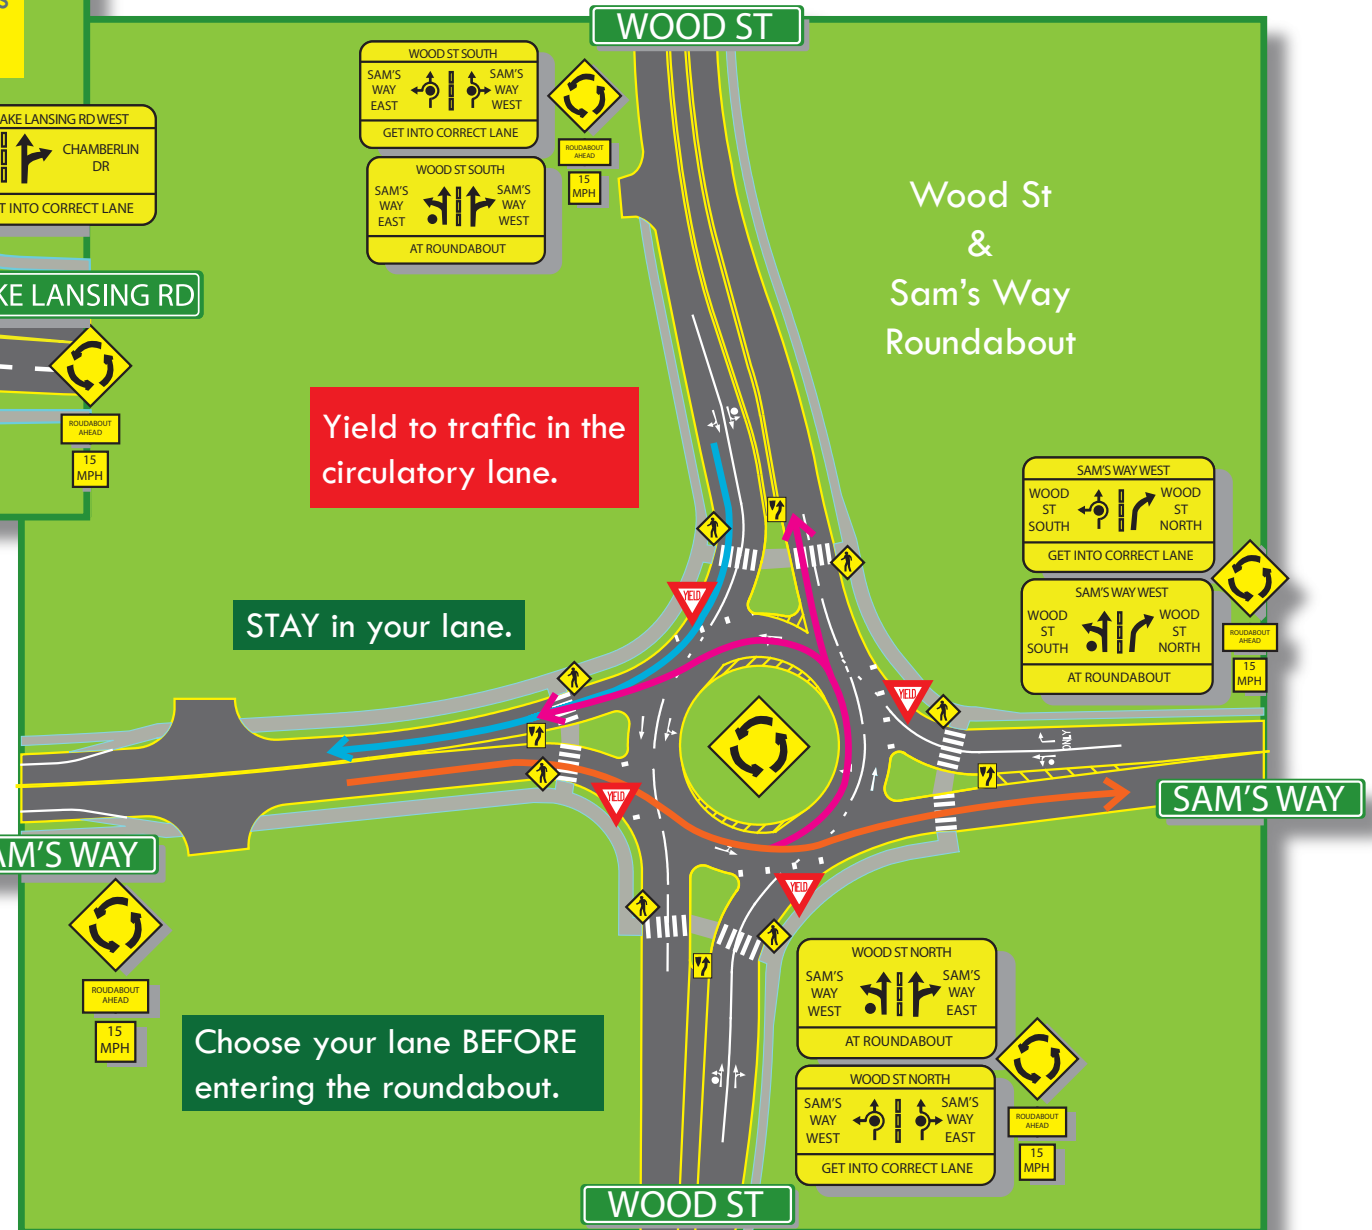 S
WOOD ST
WOOD ST SOUTH
SAM'S
WAY
EAST
SAM'S
WAY
WEST
GET INTO CORRECT LANE
ROUDABOUT
AHEAD
15
MPH
WOOD ST SOUTH
SAM'S
WAY
EAST
SAM'S
WAY
WEST
AT ROUNDABOUT
AKE LANSING RD WEST
CHAMBERLIN
DR
T INTO CORRECT LANE
KE LANSING RD
ROUDABOUT
AHEAD
15
MPH
Wood St
&
Sam's Way
Roundabout
Yield to traffic in the
circulatory lane.
STAY in your lane.
YIELD
SAM'S WAY WEST
WOOD
ST
SOUTH
WOOD
ST
NORTH
GET INTO CORRECT LANE
SAM'S WAY WEST
WOOD
ST
SOUTH
WOOD
ST
NORTH
AT ROUNDABOUT
ROUDABOUT
AHEAD
15
MPH
YIELD
ONLY
SAM'S WAY
YIELD
AM'S WAY
ROUDABOUT
AHEAD
15
MPH
YIELD
Choose your lane BEFORE
entering the roundabout.
WOOD ST NORTH
SAM'S
WAY
WEST
SAM'S
WAY
EAST
AT ROUNDABOUT
WOOD ST NORTH
SAM'S
WAY
WEST
SAM'S
WAY
EAST
GET INTO CORRECT LANE
ROUDABOUT
AHEAD
15
MPH
WOOD ST